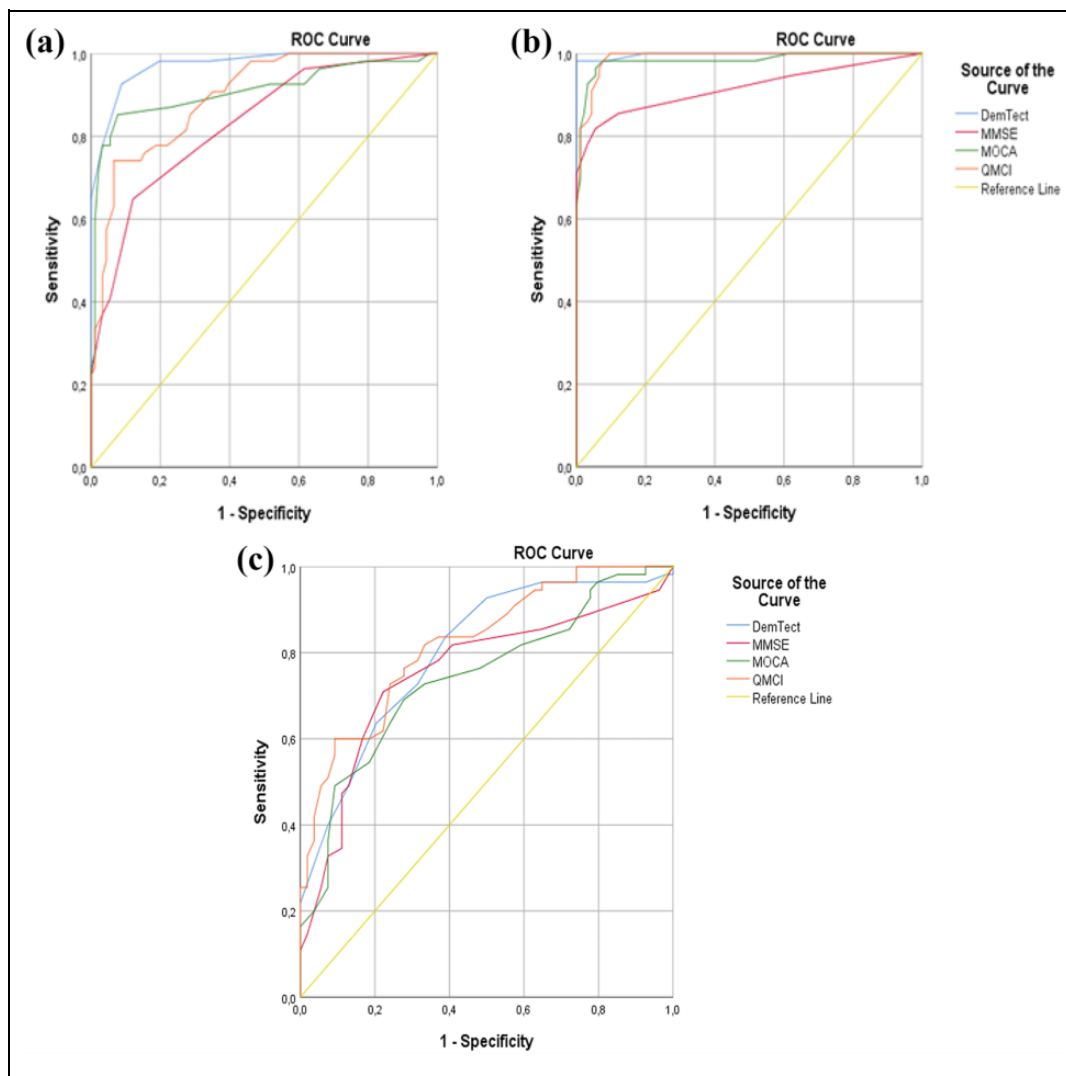 (a)
ROC Curve
1,0
0,8
0,6
0,4
0,2
0,0
Sensitivity
0,0 0,2 0,4 0,6 0,8 1,0
1 - Specificity
(b)
ROC Curve
1,0
0,8
0,6
0,4
0,2
0,0
Sensitivity
0,0 0,2 0,4 0,6 0,8 1,0
1 - Specificity
Source of the
Curve
DemTect
MMSE
MOCA
QMCI
Reference Line
(c)
ROC Curve
1,0
0,8
0,6
0,4
0,2
0,0
Sensitivity
0,0 0,2 0,4 0,6 0,8 1,0
1 - Specificity
Source of the
Curve
DemTect
MMSE
MOCA
QMCI
Reference Line